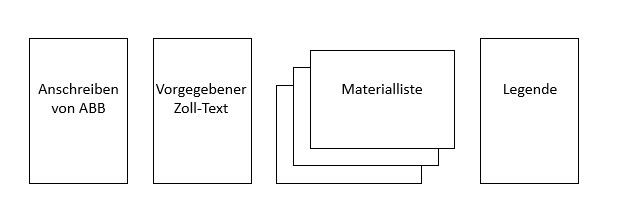 Anschreiben
von ABB
Vorgegebener
Zoll-Text
Materialliste
Legende